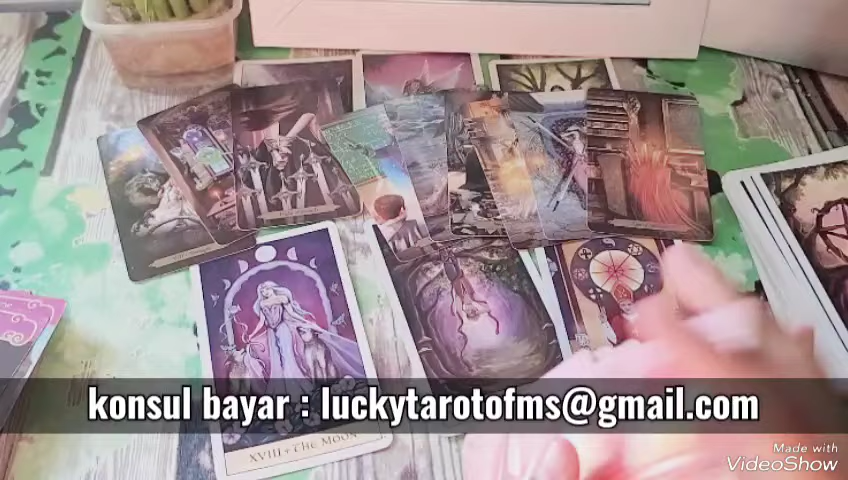 konsul bayar : luckytarotofms@gmail.com
XVIII ✦ THE MOON
Made with
VideoShow